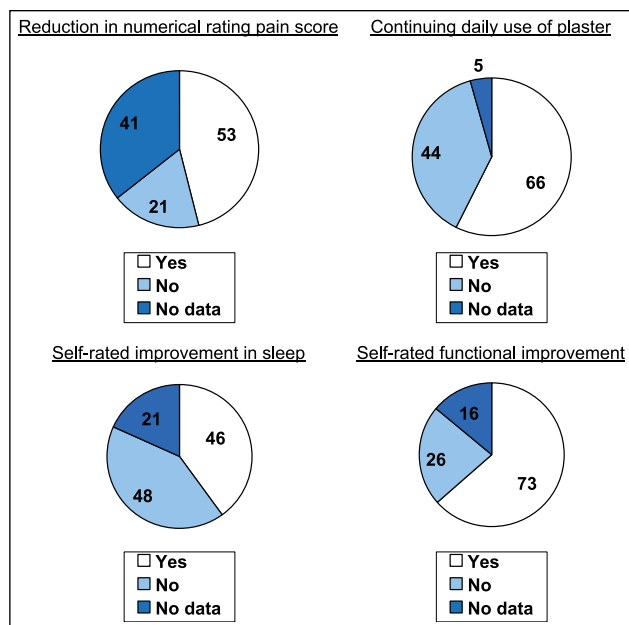 Reduction in numerical rating pain score
41
53
21
Yes
No
No data
Continuing daily use of plaster
5
44
66
Yes
No
No data
Self-rated improvement in sleep
21
46
48
Yes
No
No data
Self-rated functional improvement
16
26
73
Yes
No
No data